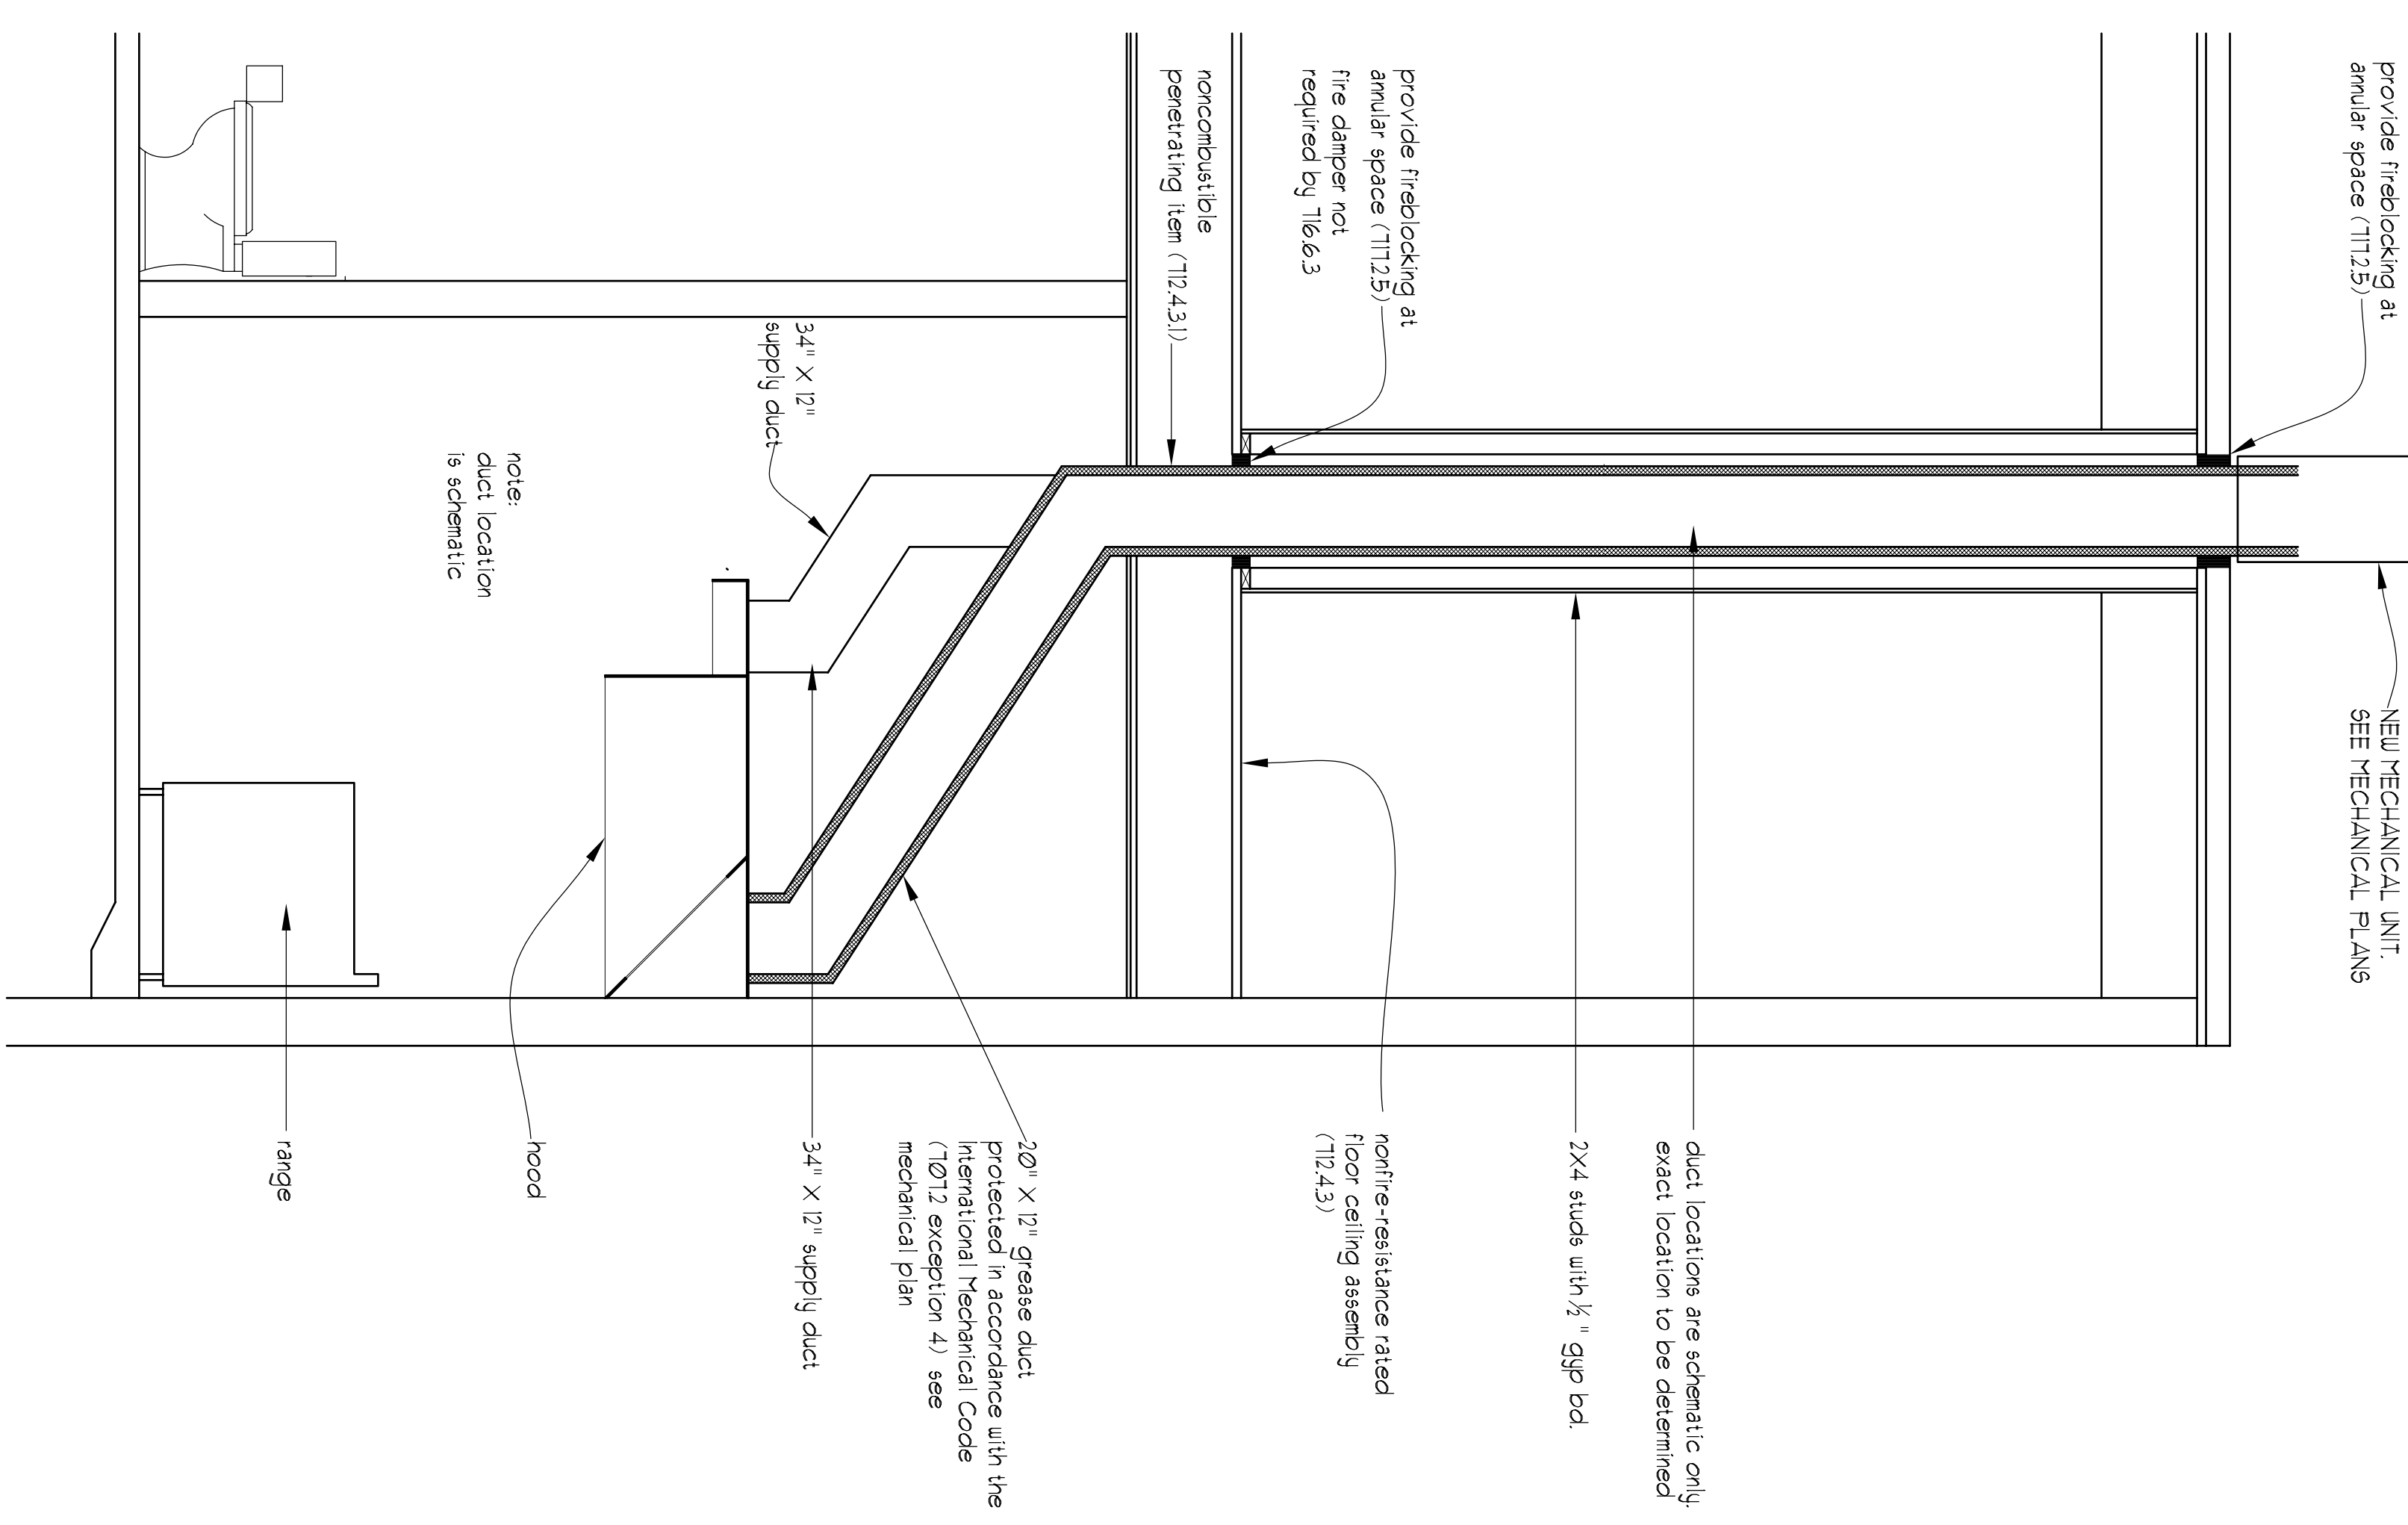 provide fireblocking at
annular space (717.2.5)
NEW MECHANICAL UNIT.
SEE MECHANICAL PLANS
duct locations are schematic only.
exact location to be determined
2X4 studs with ½ " gyp bd.
provide fireblocking at
annular space (717.2.5)
fire damper not
required by 716.6.3
nonfire-resistance rated
floor ceiling assembly
(712.4.3)
noncombustible
penetrating item (712.4.3.1)
20" X 12" grease duct
protected in accordance with the
International Mechanical Code
(707.2 exception 4) see
mechanical plan
34" X 12"
supply duct
34" X 12" supply duct
note:
duct location
is schematic
hood
range